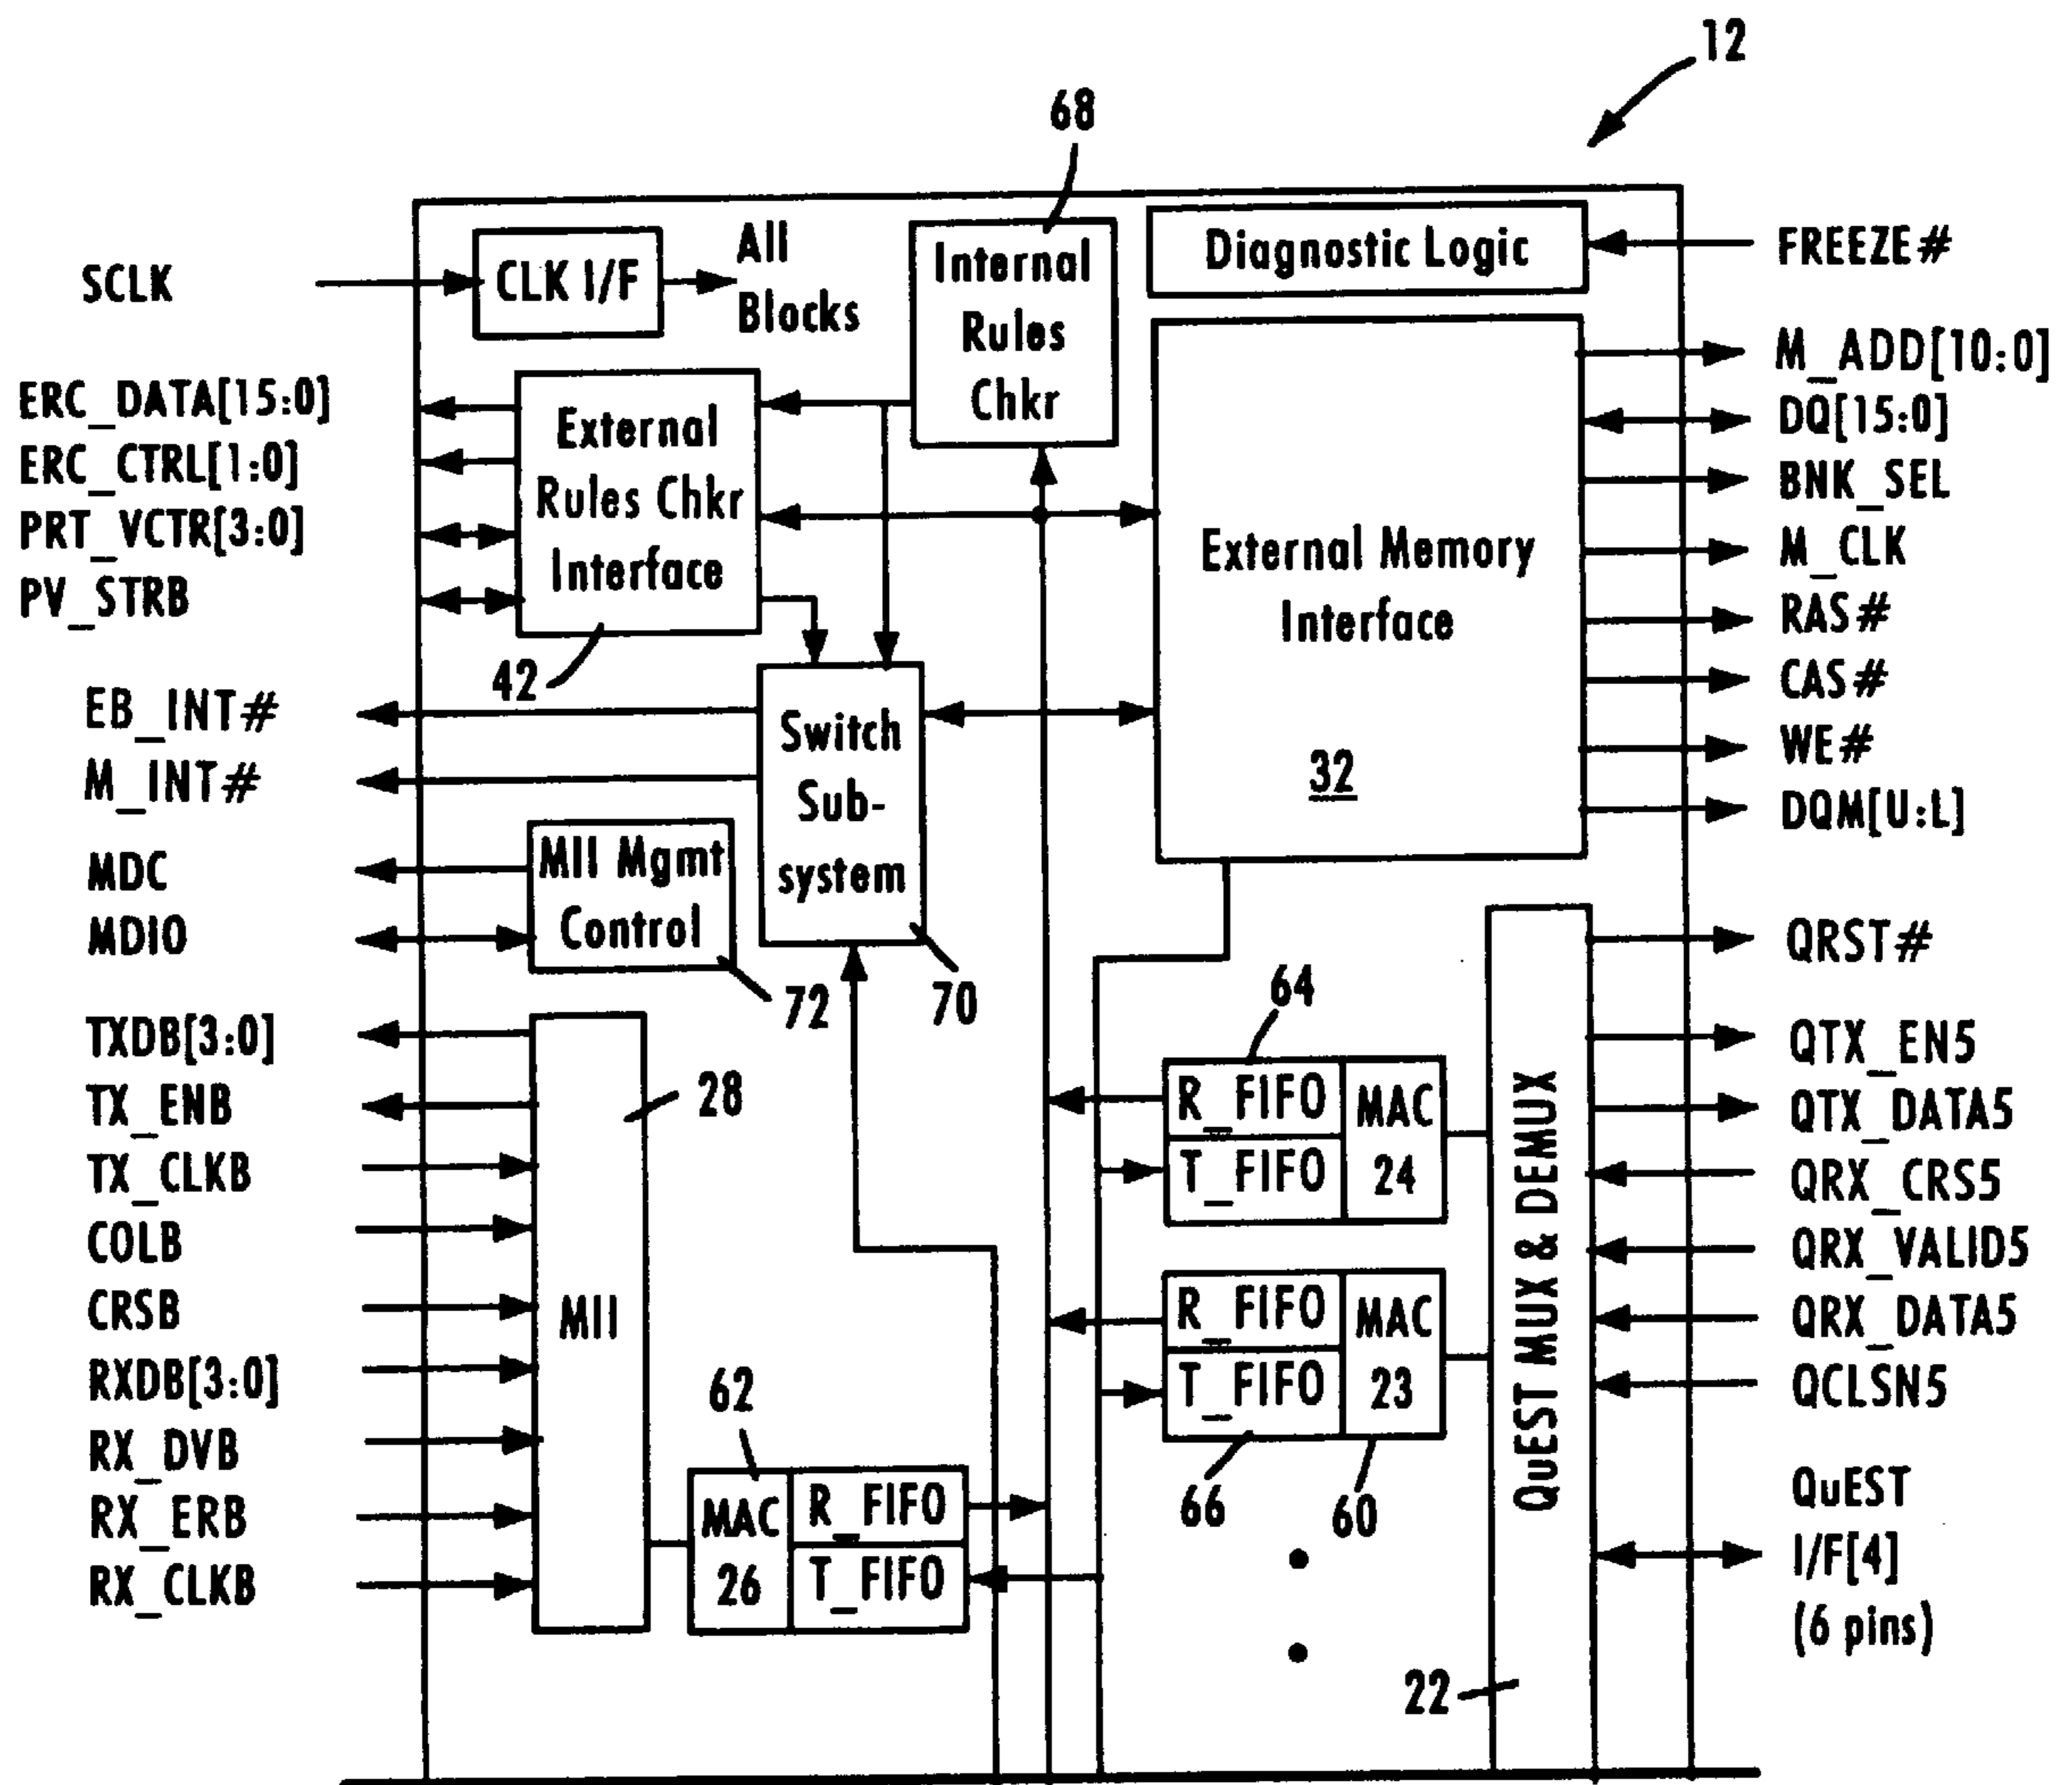 12
68
SCLK
CLK I/F
All
Blocks
Internal
Rules
Chkr
Diagnostic Logic
FREEZE#
ERC_DATA[15:0]
ERC_CTRL[1:0]
PRT_VCTR[3:0]
PV_STRB
External
Rules Chkr
Interface
42
External Memory
Interface
32
M_ADD[10:0]
DQ[15:0]
BNK_SEL
M_CLK
RAS#
CAS#
WE#
DQM[U:L]
EB_INT#
M_INT#
Switch
Sub-
system
70
MDC
MDIO
MII Mgmt
Control
72
TXDB[3:0]
TX_ENB
TX_CLKB
COLB
CRSB
RXDB[3:0]
RX_DVB
RX_ERB
RX_CLKB
MII
28
62
MAC
26
R_FIFO
T_FIFO
64
R_FIFO
T_FIFO
MAC
24
R_FIFO
T_FIFO
MAC
23
66
60
QuEST MUX & DEMUX
22
QRST#
QTX_EN5
QTX_DATA5
QRX_CRS5
QRX_VALID5
QRX_DATA5
QCLSN5
QuEST
I/F[4]
(6 pins)